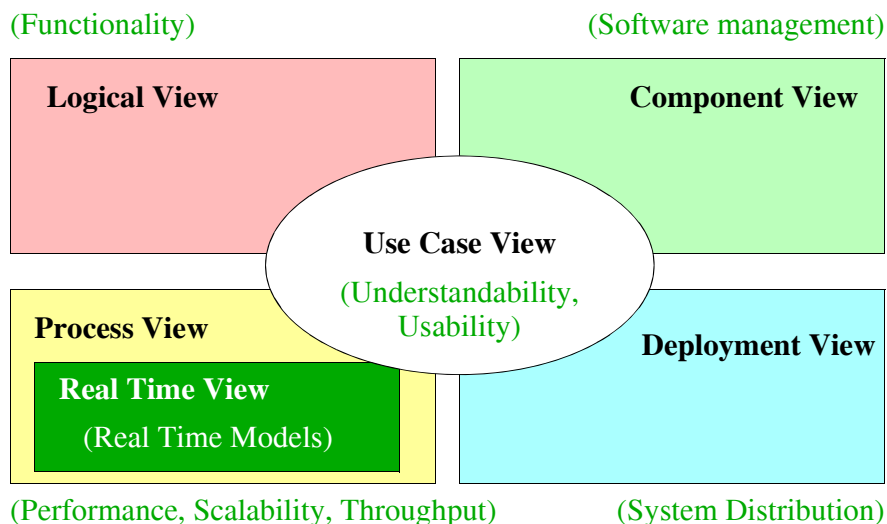 (Functionality)
(Software management)
Logical View
Component View
Use Case View
(Understandability,
Usability)
Process View
Deployment View
Real Time View
(Real Time Models)
(Performance, Scalability, Throughput)
(System Distribution)